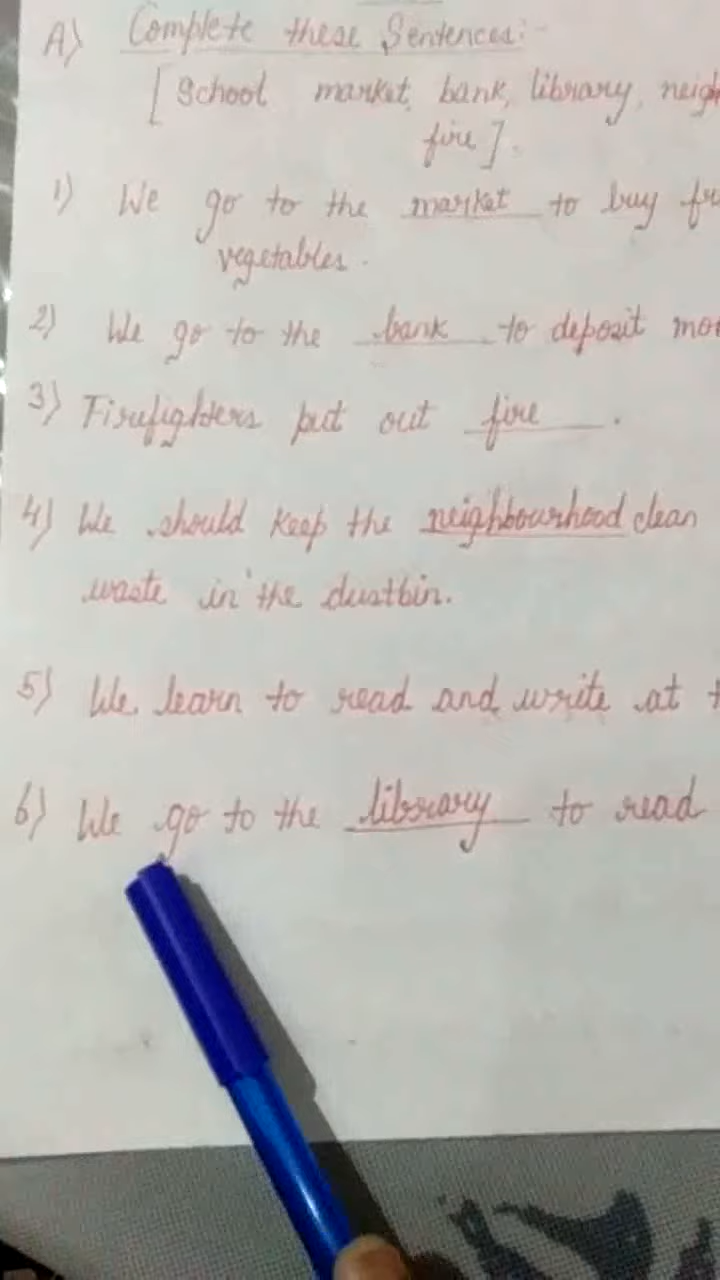 A) Complete these Sentences:-
[School market, bank, library, neigh
fire].
1) We go to the market to buy fr
vegetables.
2) We go to the bank to deposit mo
3) Firefighters put out fire.
4) We should keep the neighbourhood clean
waste in the dustbin.
5) We learn to read and write at t
6) We go to the library to read